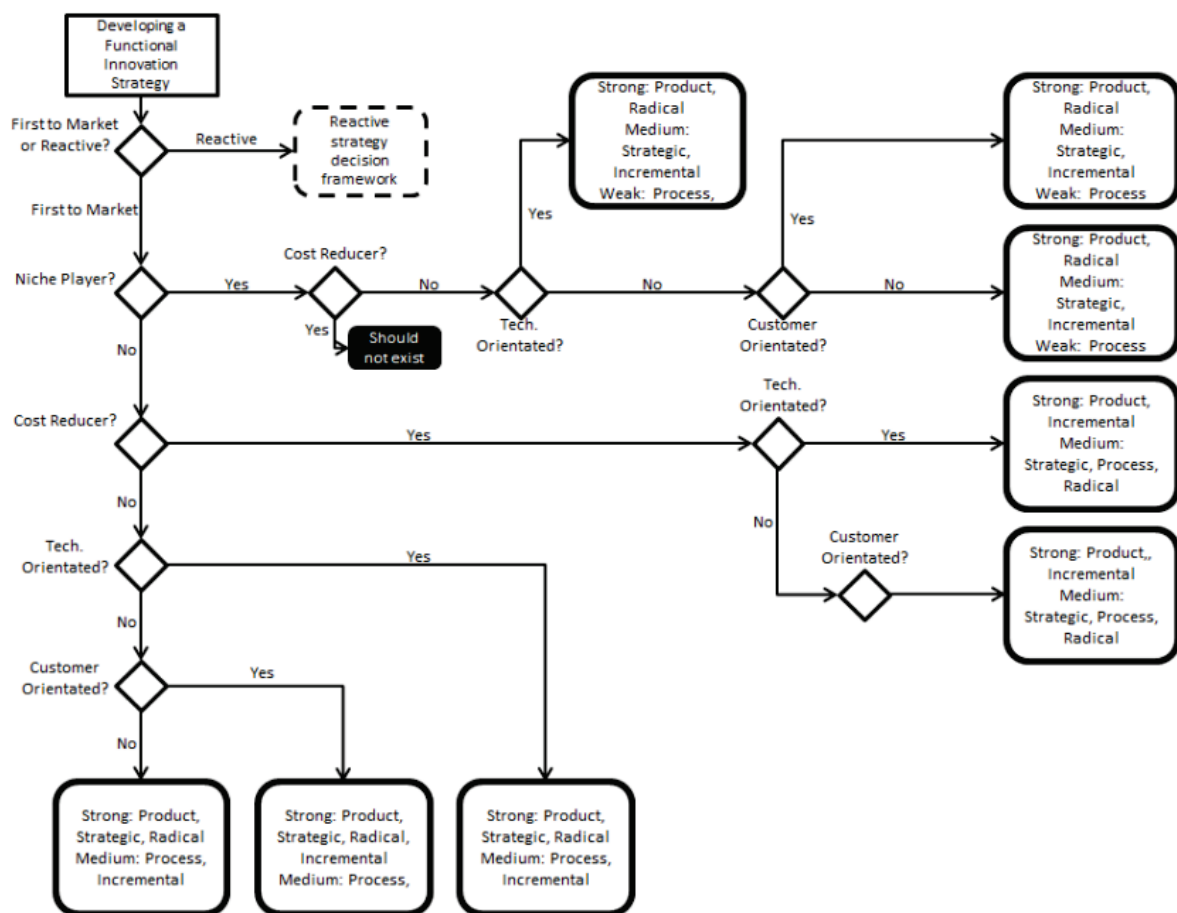 Developing a
Functional
Innovation
Strategy
First to Market
or Reactive?
Reactive
Reactive
strategy
decision
framework
First to Market
Niche Player?
Yes
Cost Reducer?
Yes
Should
not exist
No
Tech.
Orientated?
Yes
Strong: Product,
Radical
Medium:
Strategic,
Incremental
Weak: Process,
No
Customer
Orientated?
Yes
Strong: Product,
Radical
Medium:
Strategic,
Incremental
Weak: Process
No
Strong: Product,
Radical
Medium:
Strategic,
Incremental
Weak: Process
No
Cost Reducer?
Yes
Tech.
Orientated?
Yes
Strong: Product,
Incremental
Medium:
Strategic, Process,
Radical
No
Customer
Orientated?
Strong: Product,,
Incremental
Medium:
Strategic, Process,
Radical
No
Tech.
Orientated?
Yes
No
Customer
Orientated?
Yes
No
Strong: Product,
Strategic, Radical
Medium: Process,
Incremental
Strong: Product,
Strategic, Radical,
Incremental
Medium: Process,
Strong: Product,
Strategic, Radical
Medium: Process,
Incremental